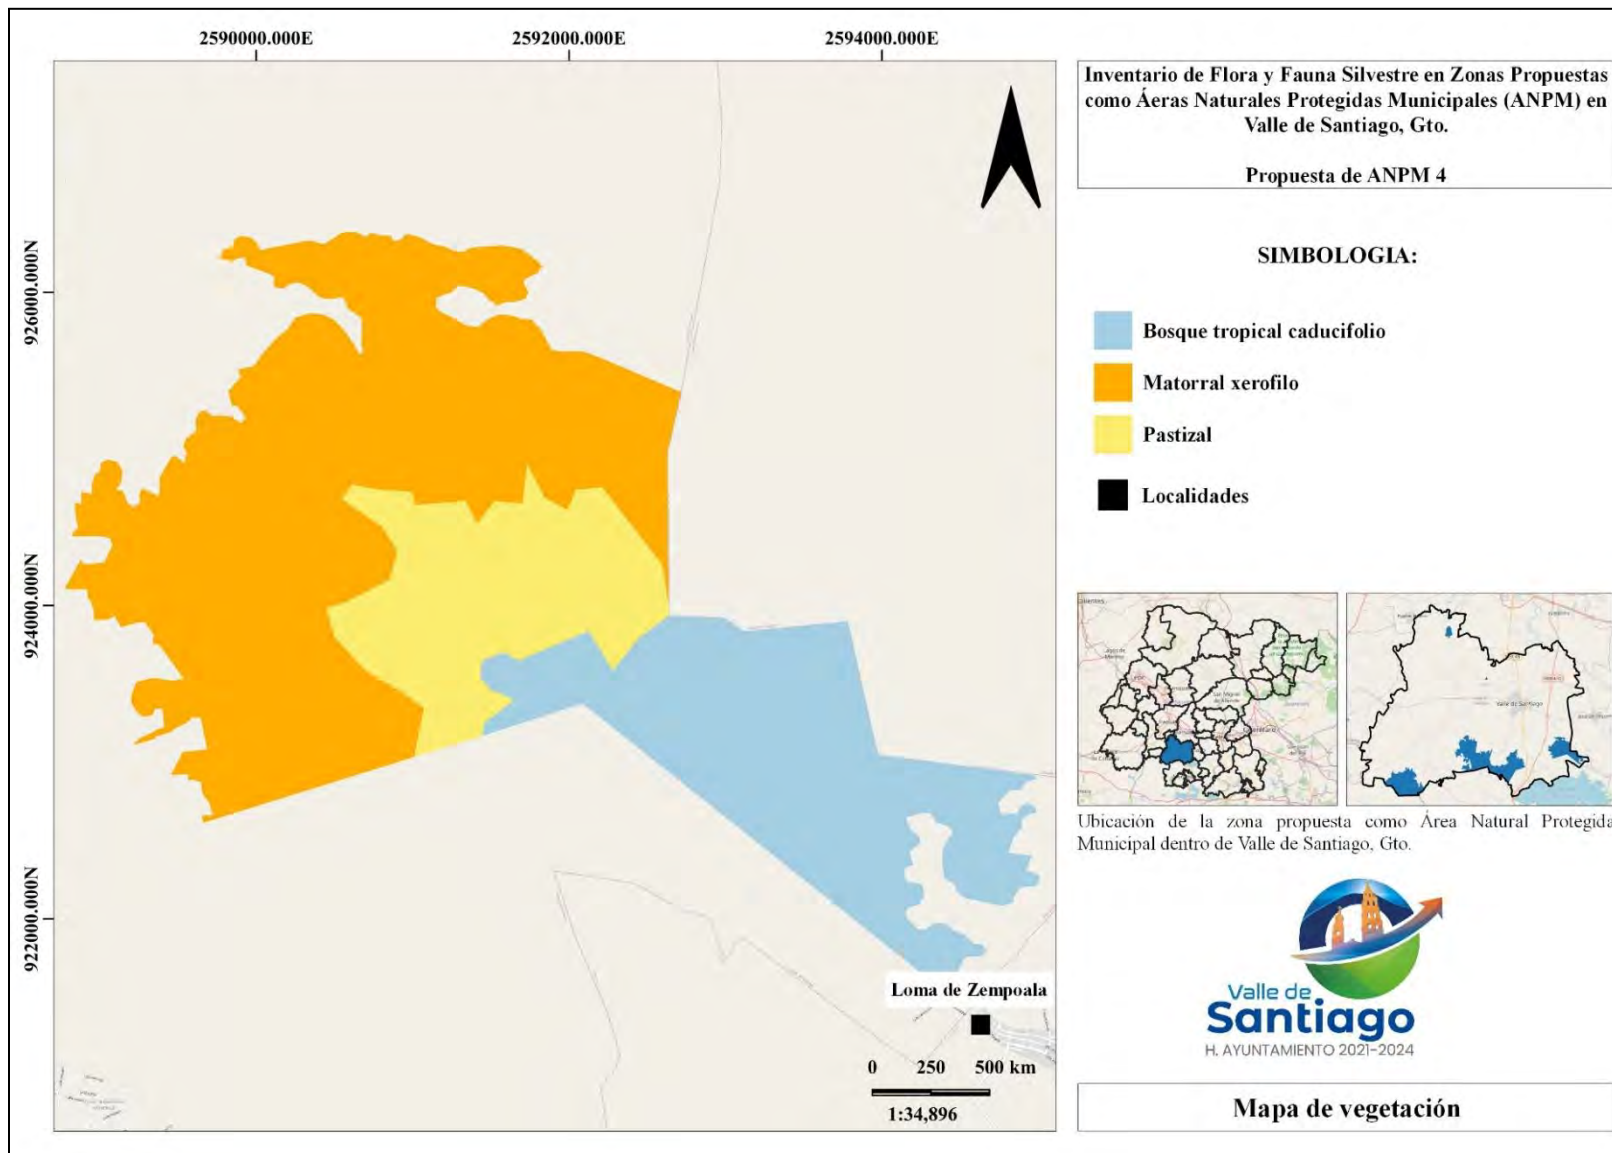 2590000.000E
2592000.000E
2594000.000E
926000.000N
924000.000N
922000.000N
Inventario de Flora y Fauna Silvestre en Zonas Propuestas
como Áeras Naturales Protegidas Municipales (ANPM) en
Valle de Santiago, Gto.
Propuesta de ANPM 4
SIMBOLOGIA:
Bosque tropical caducifolio
Matorral xerofilo
Pastizal
Localidades
Valle de Santiago
Ubicación de la zona propuesta como Área Natural Protegida
Municipal dentro de Valle de Santiago, Gto.
Valle de
Santiago
H. AYUNTAMIENTO 2021-2024
Loma de Zempoala
0 250 500 km
1:34,896
Mapa de vegetación